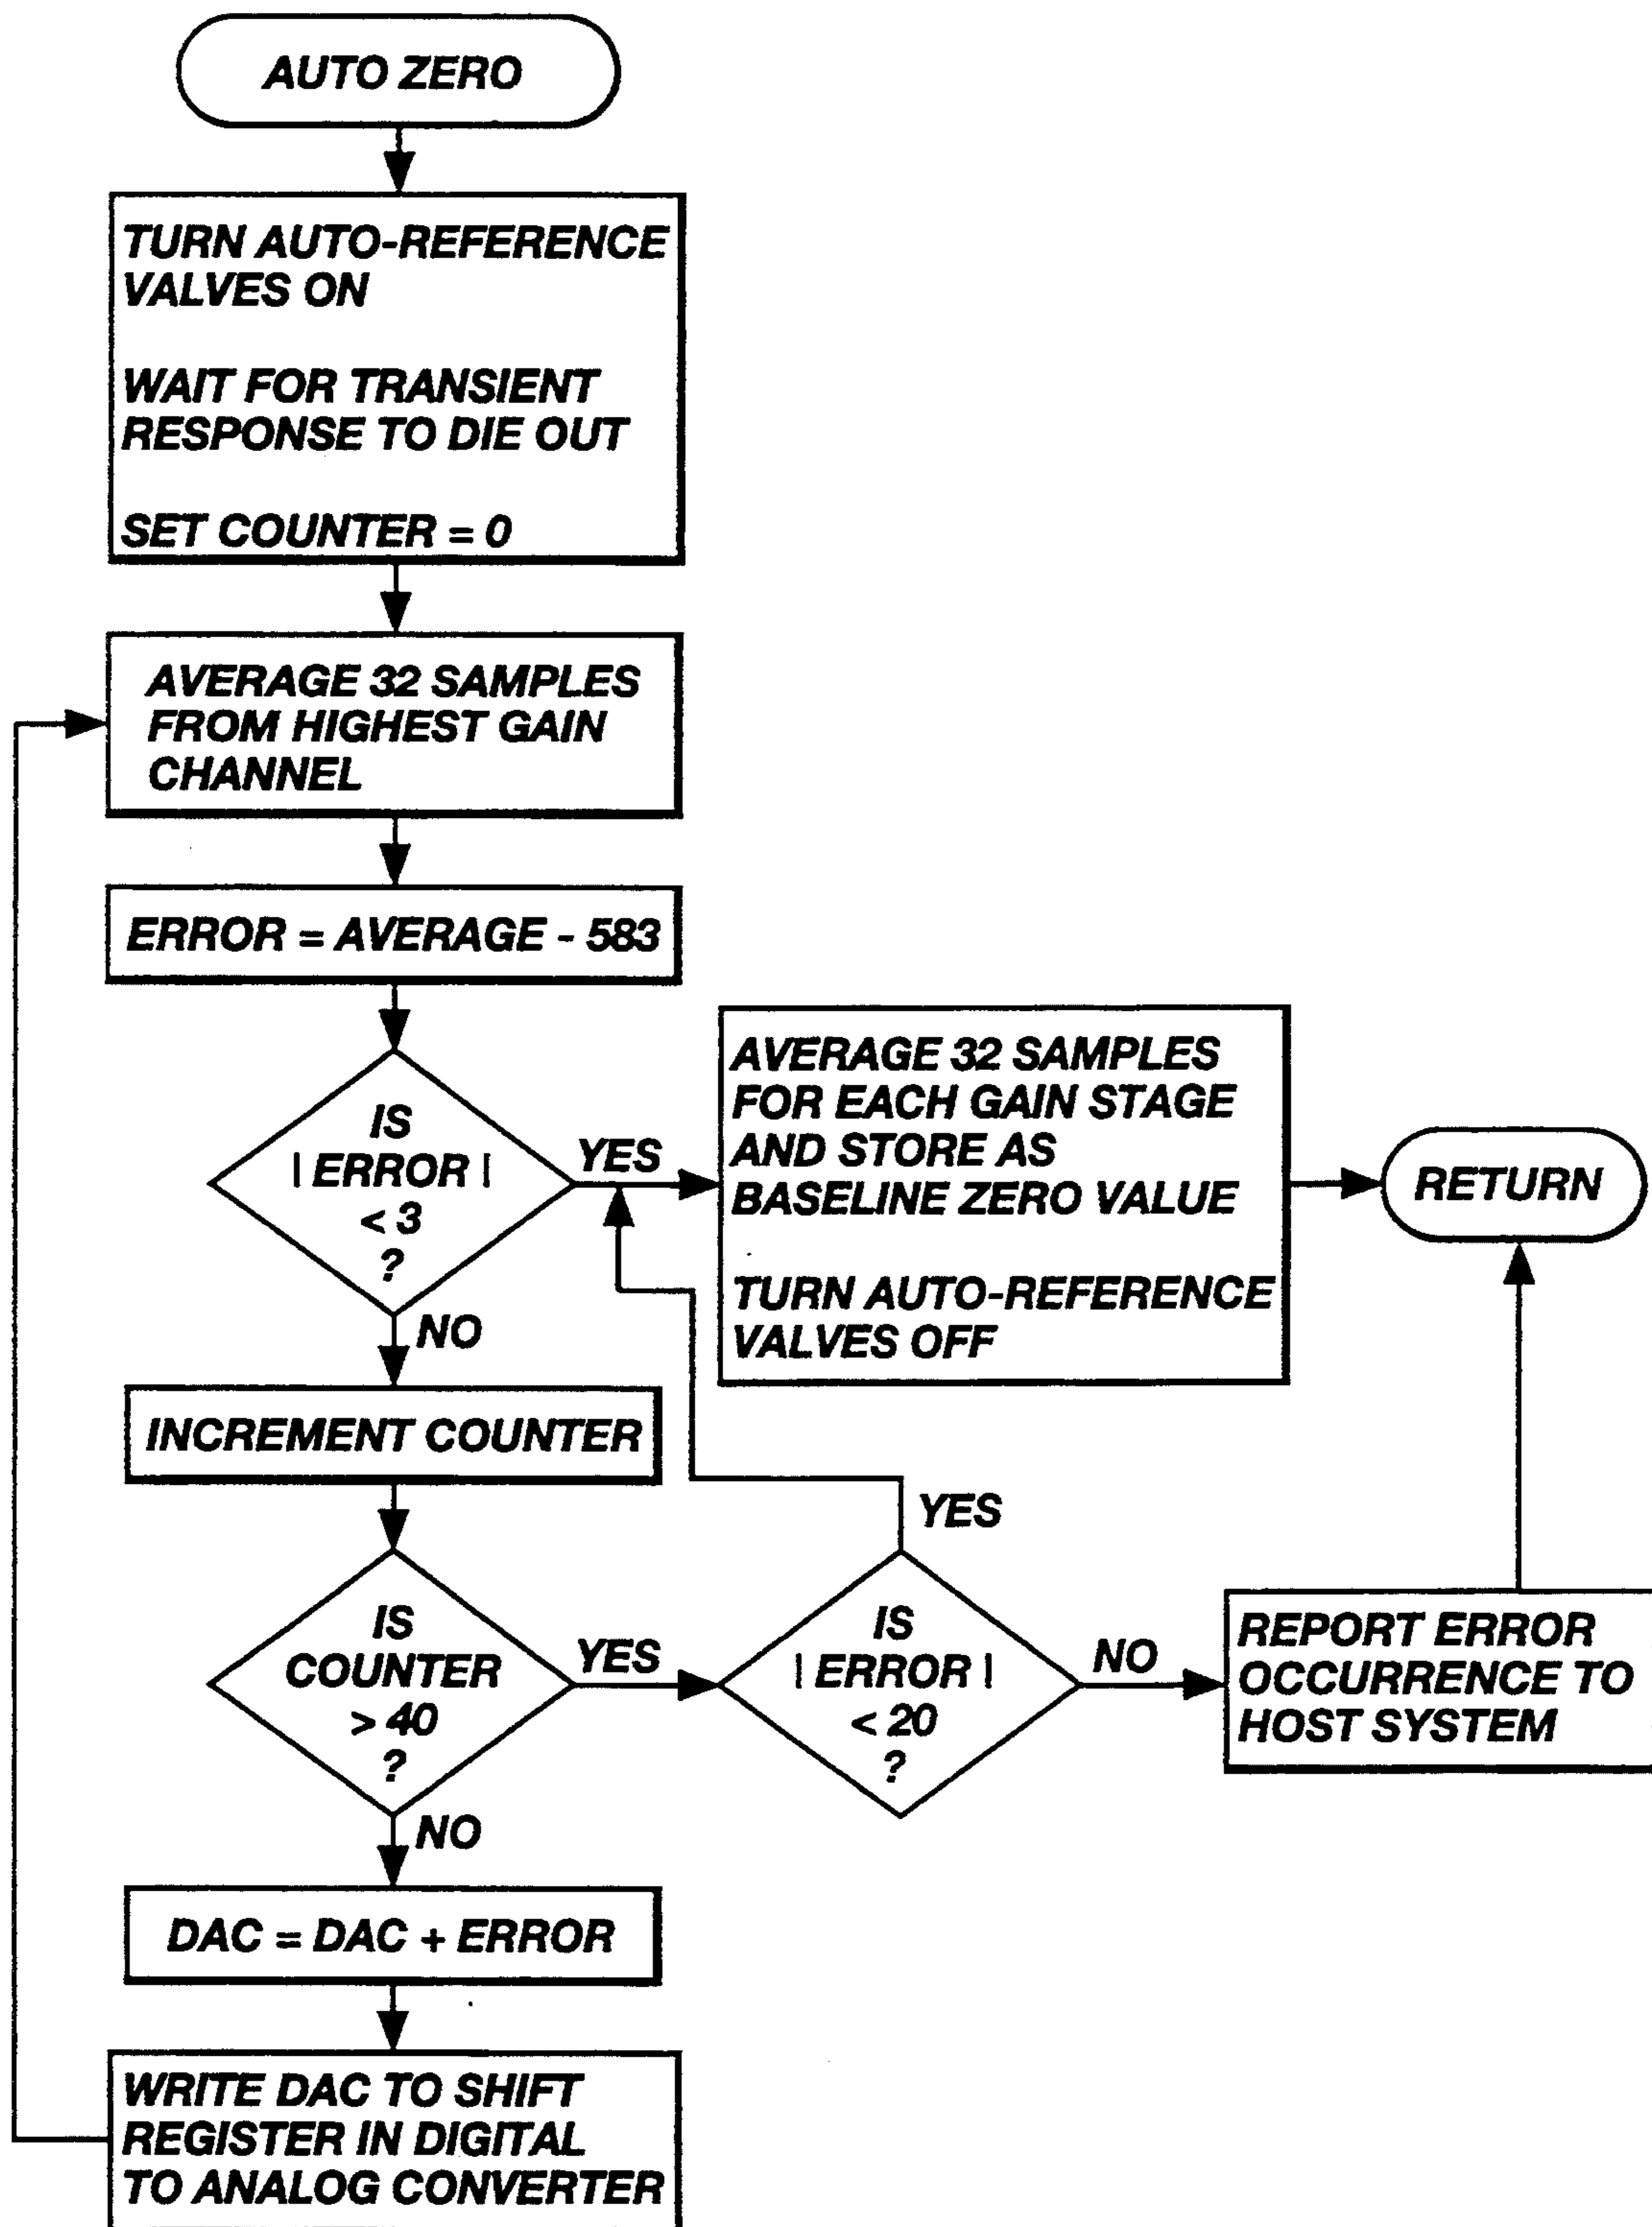 AUTO ZERO
TURN AUTO-REFERENCE
VALVES ON
WAIT FOR TRANSIENT
RESPONSE TO DIE OUT
SET COUNTER = 0
AVERAGE 32 SAMPLES
FROM HIGHEST GAIN
CHANNEL
ERROR = AVERAGE - 583
IS
| ERROR |
< 3
?
YES
AVERAGE 32 SAMPLES
FOR EACH GAIN STAGE
AND STORE AS
BASELINE ZERO VALUE
TURN AUTO-REFERENCE
VALVES OFF
RETURN
NO
INCREMENT COUNTER
IS
COUNTER
> 40
?
YES
IS
| ERROR |
< 20
?
YES
NO
REPORT ERROR
OCCURRENCE TO
HOST SYSTEM
NO
DAC = DAC + ERROR
WRITE DAC TO SHIFT
REGISTER IN DIGITAL
TO ANALOG CONVERTER